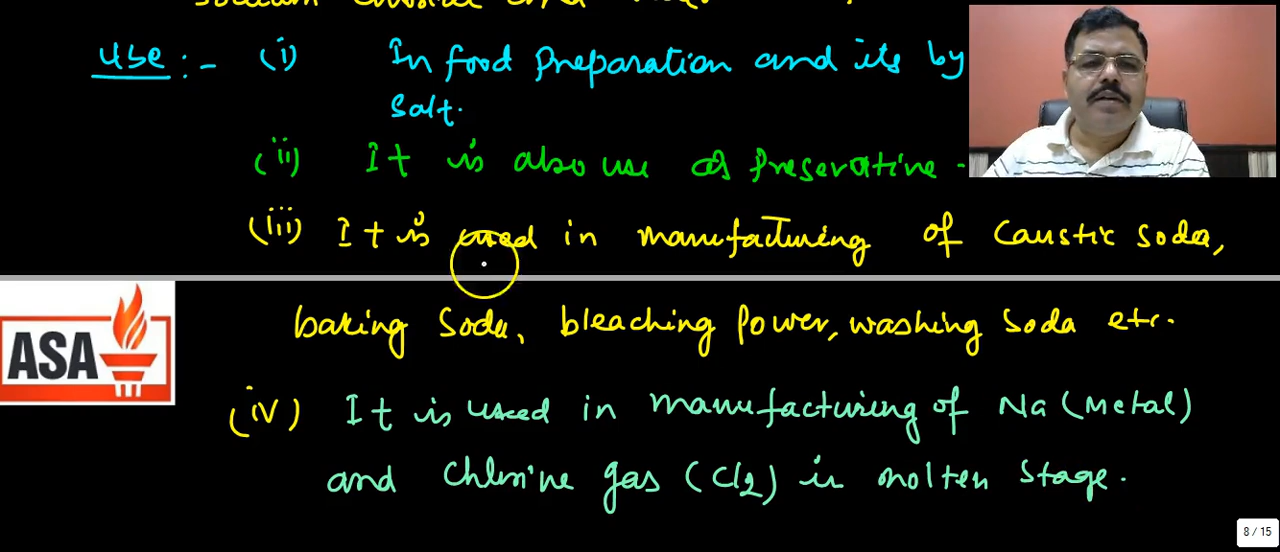 Use :- (i) In food Preparation and its by
Salt.
(ii) It is also use as Preservative -
(iii) It is used in manufacturing of Caustic Soda,
baking Soda, bleaching Power, washing Soda etc.
ASA
(iv) It is used in manufacturing of Na (Metal)
and Chlorine gas (Cl2) in molten Stage.
8 / 15